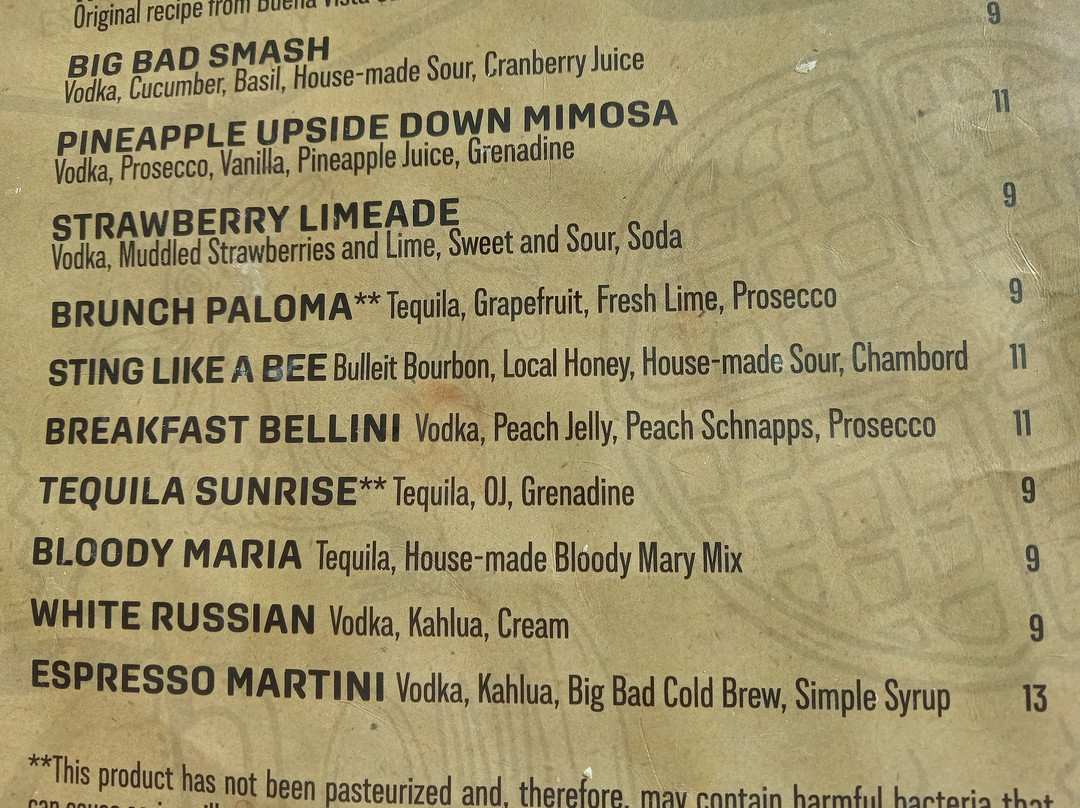 Original recipe from Buena Vista
9
BIG BAD SMASH
Vodka, Cucumber, Basil, House-made Sour, Cranberry Juice
11
PINEAPPLE UPSIDE DOWN MIMOSA
Vodka, Prosecco, Vanilla, Pineapple Juice, Grenadine
9
STRAWBERRY LIMEADE
Vodka, Muddled Strawberries and Lime, Sweet and Sour, Soda
BRUNCH PALOMA** Tequila, Grapefruit, Fresh Lime, Prosecco 9
STING LIKE A BEE Bulleit Bourbon, Local Honey, House-made Sour, Chambord 11
BREAKFAST BELLINI Vodka, Peach Jelly, Peach Schnapps, Prosecco 11
TEQUILA SUNRISE** Tequila, OJ, Grenadine 9
BLOODY MARIA Tequila, House-made Bloody Mary Mix 9
WHITE RUSSIAN Vodka, Kahlua, Cream 9
ESPRESSO MARTINI Vodka, Kahlua, Big Bad Cold Brew, Simple Syrup 13
**This product has not been pasteurized and, therefore, may contain harmful bacteria that